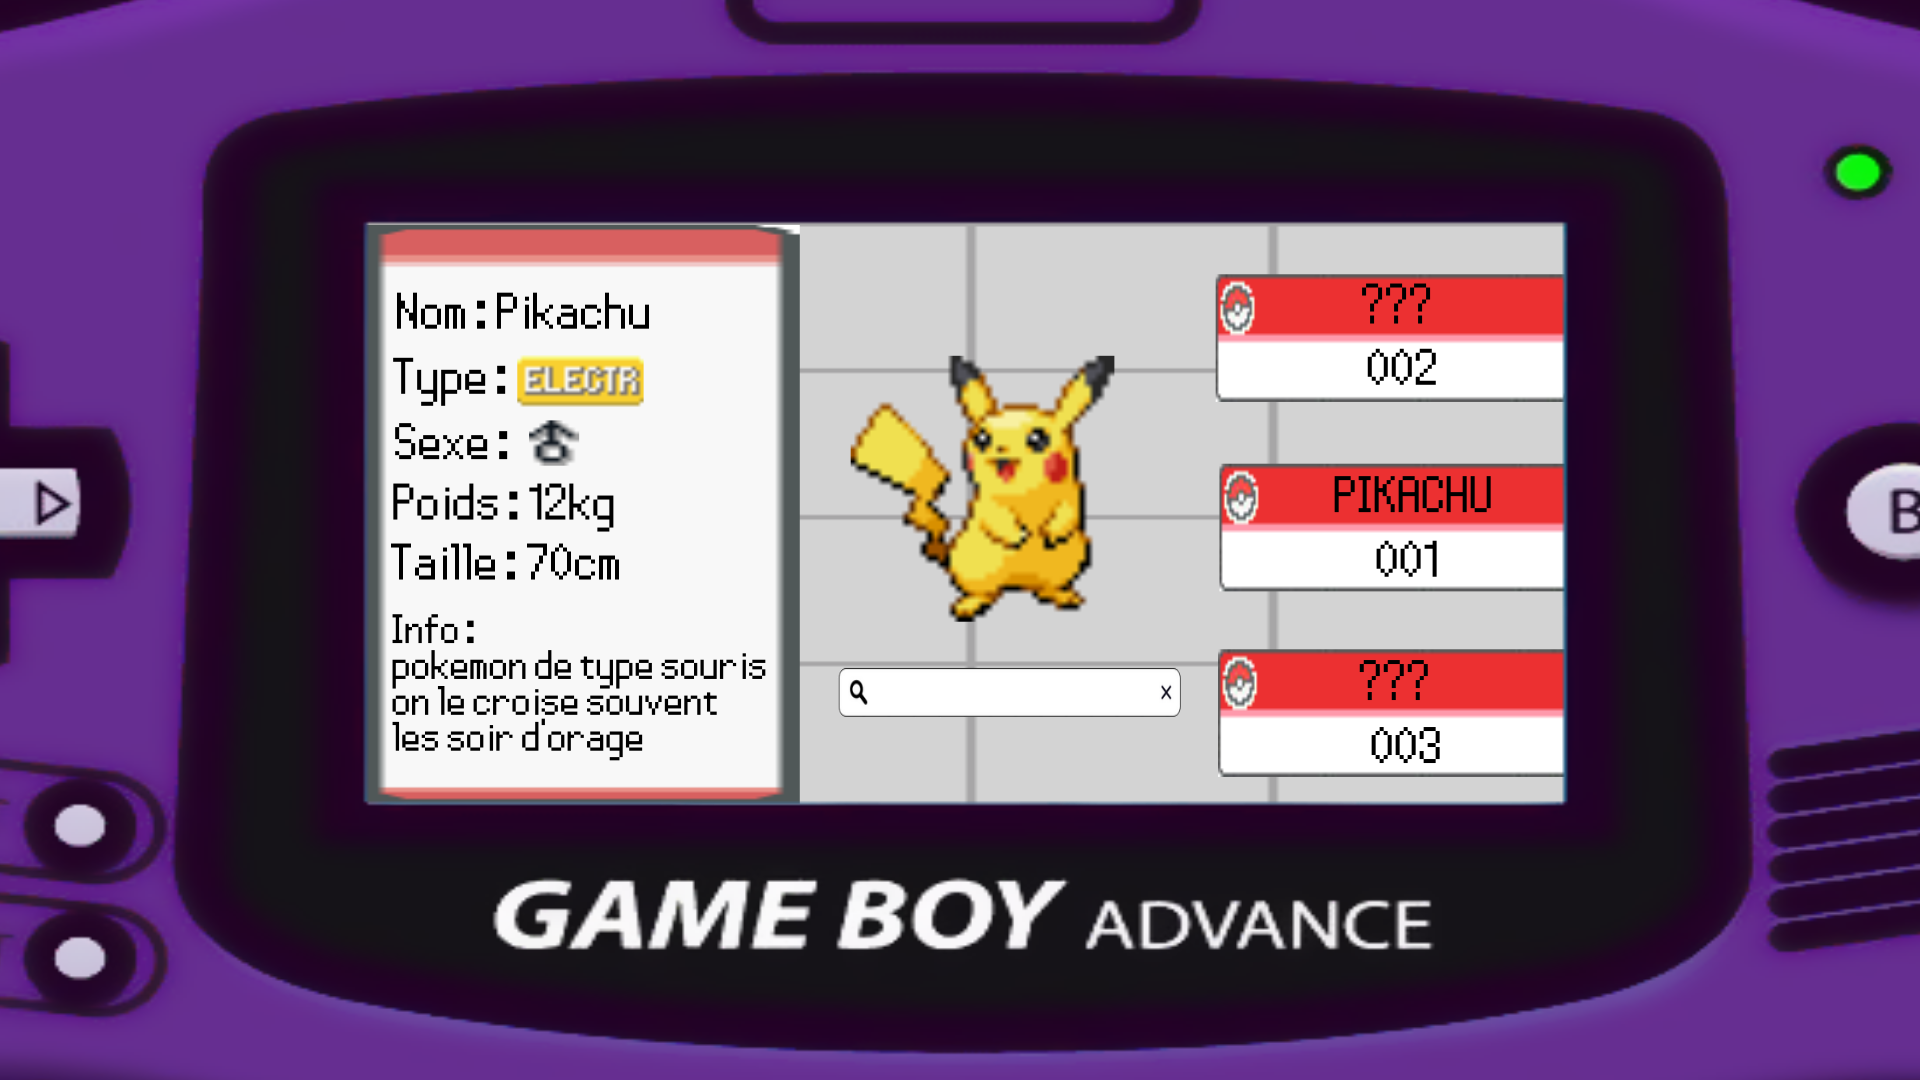 Nom:Pikachu
Type: ELECTR
Sexe:
Poids:12kg
Taille:70cm
Info:
pokemon de type souris
on le croise souvent
les soir d'orage
x
???
002
PIKACHU
001
???
003
B
GAME BOY ADVANCE